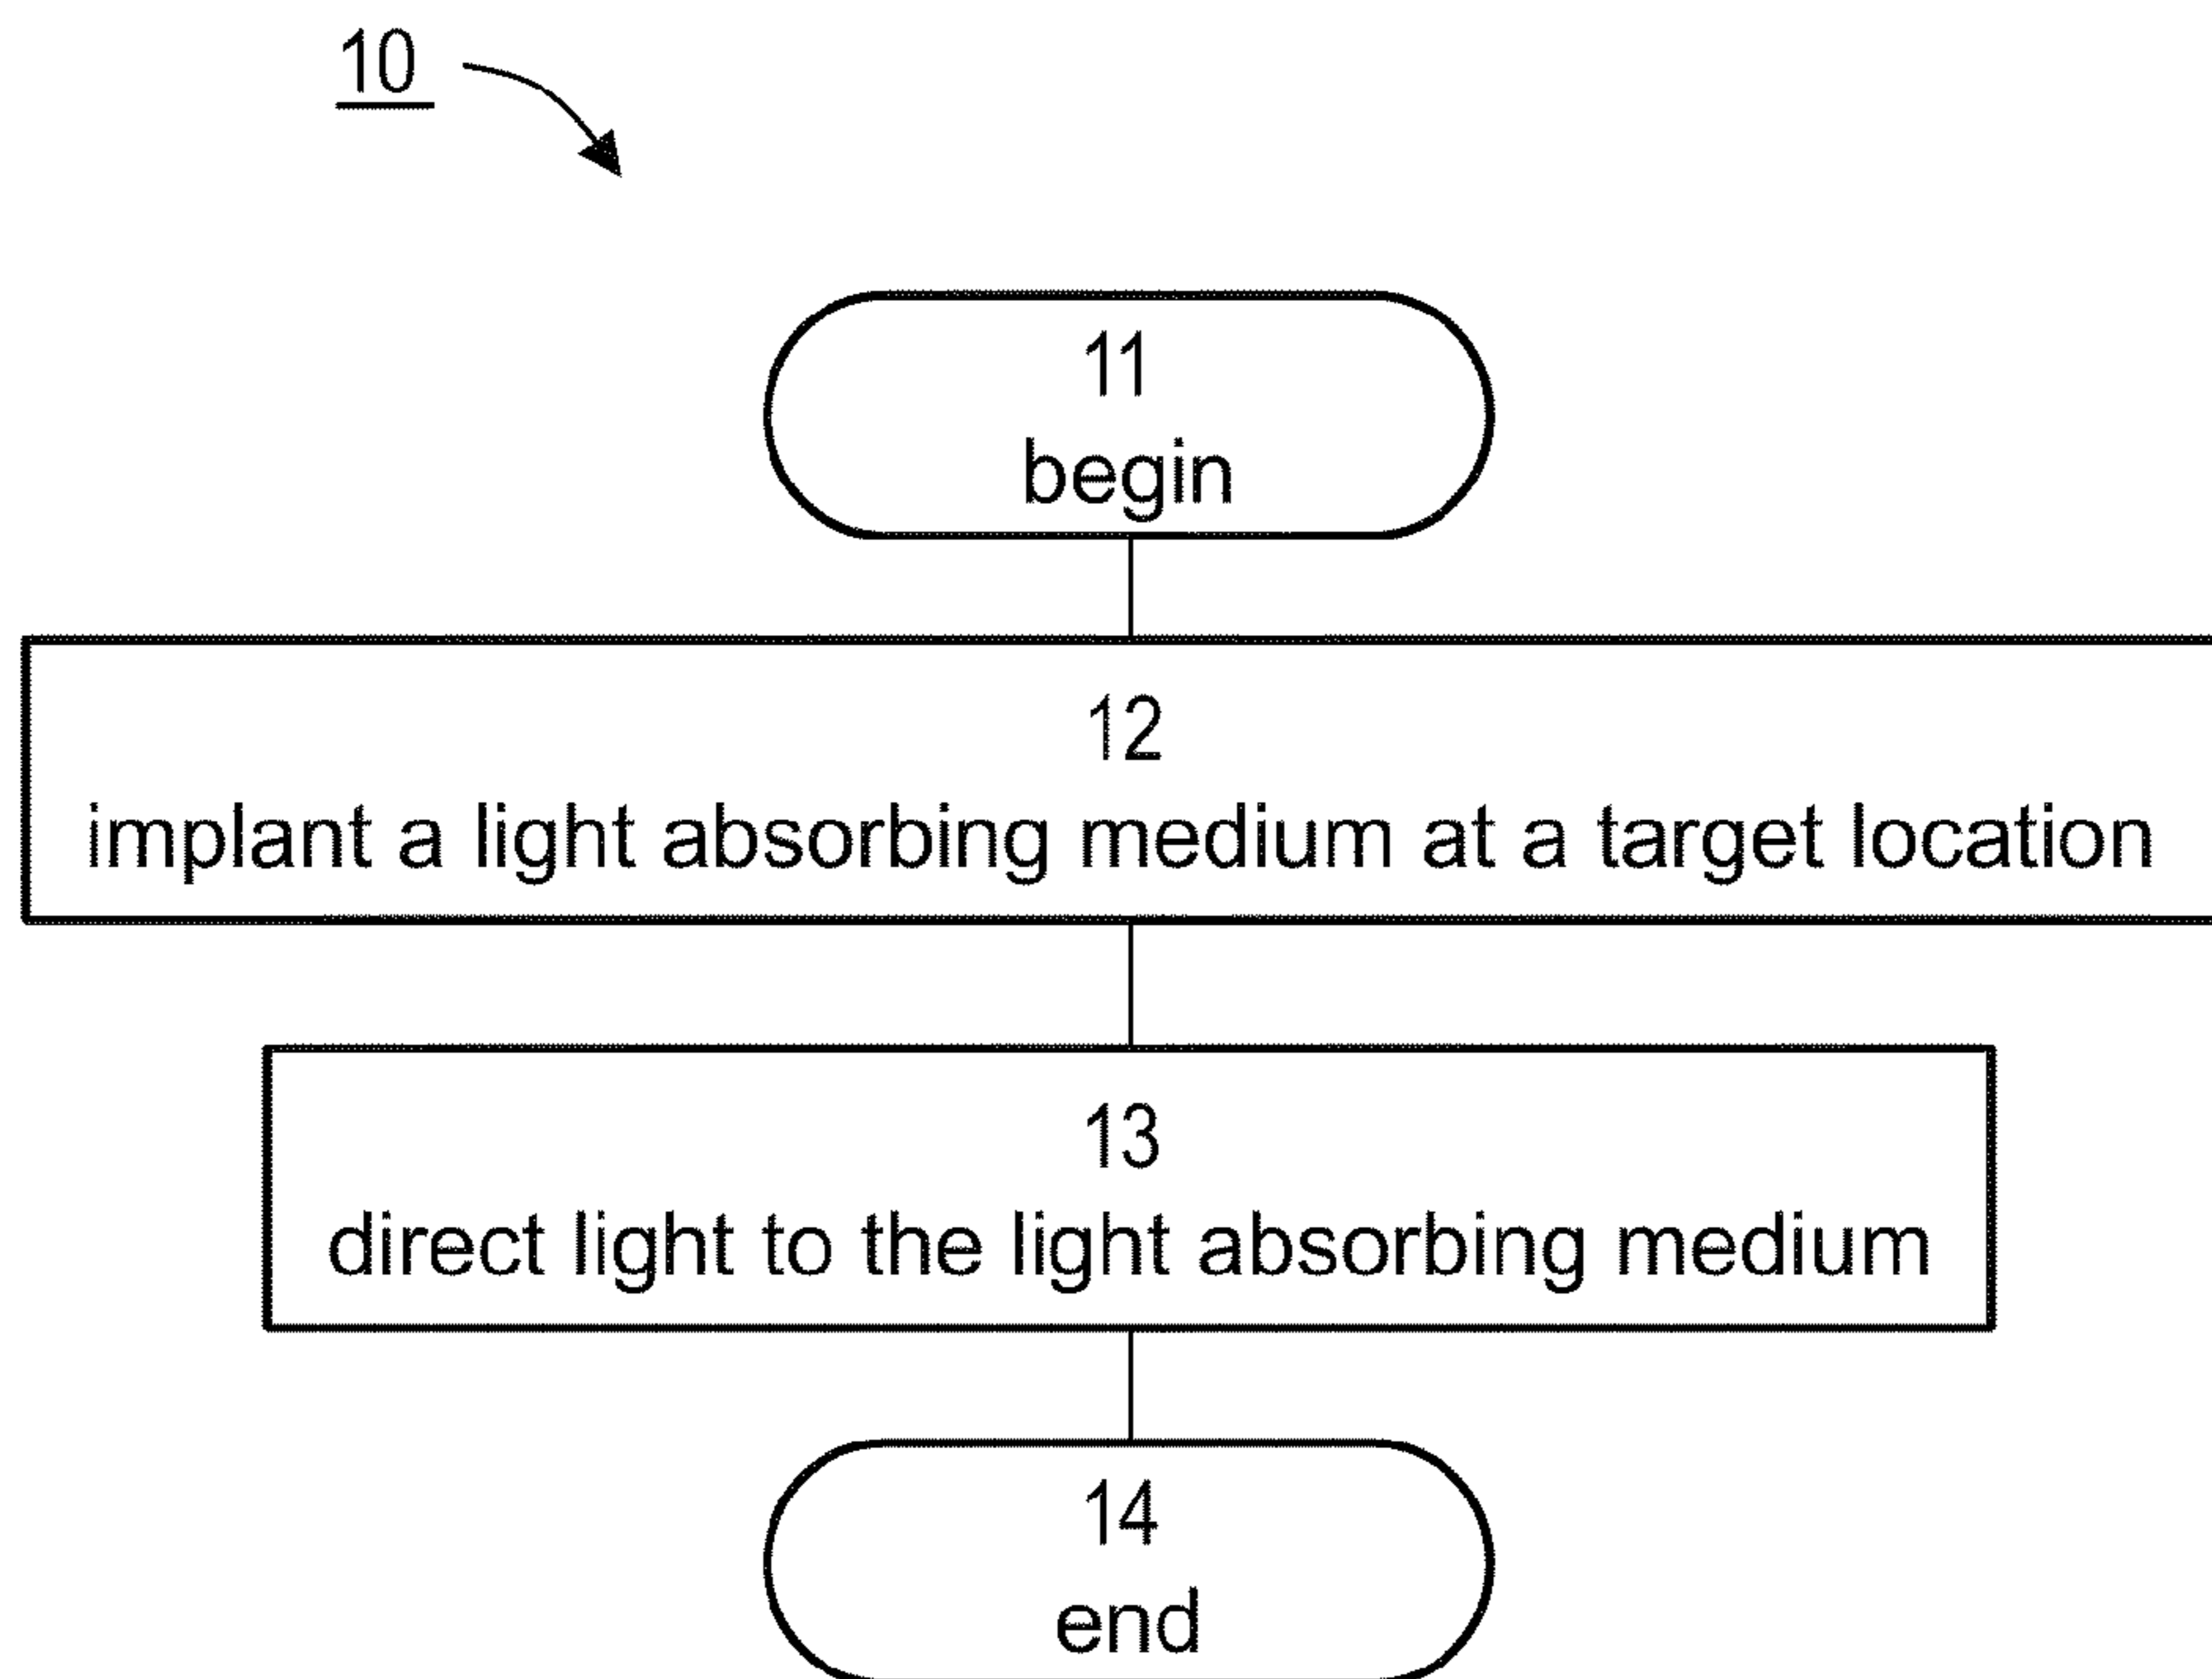 10
11
begin
12
implant a light absorbing medium at a target location
13
direct light to the light absorbing medium
14
end